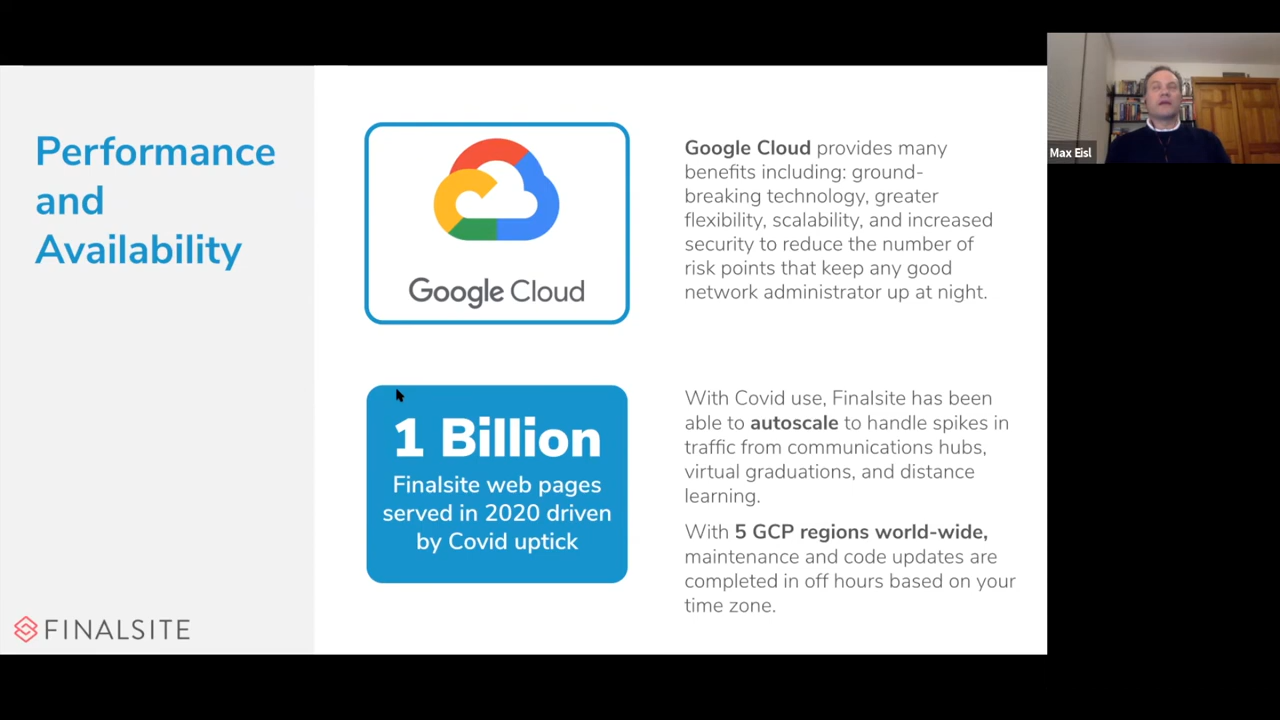 Performance
and
Availability
Google Cloud
Google Cloud provides many
benefits including: ground-
breaking technology, greater
flexibility, scalability, and increased
security to reduce the number of
risk points that keep any good
network administrator up at night.
1 Billion
Finalsite web pages
served in 2020 driven
by Covid uptick
With Covid use, Finalsite has been
able to autoscale to handle spikes in
traffic from communications hubs,
virtual graduations, and distance
learning.
With 5 GCP regions world-wide,
maintenance and code updates are
completed in off hours based on your
time zone.
FINALSITE
Max Eisl